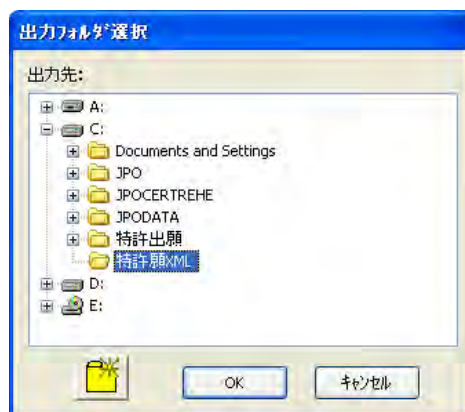 出力フォルダ選択
出力先:
A:
C:
Documents and Settings
JPO
JPOCERTREHE
JPODATA
特許出願
特許願XML
D:
E:
OK
キャンセル